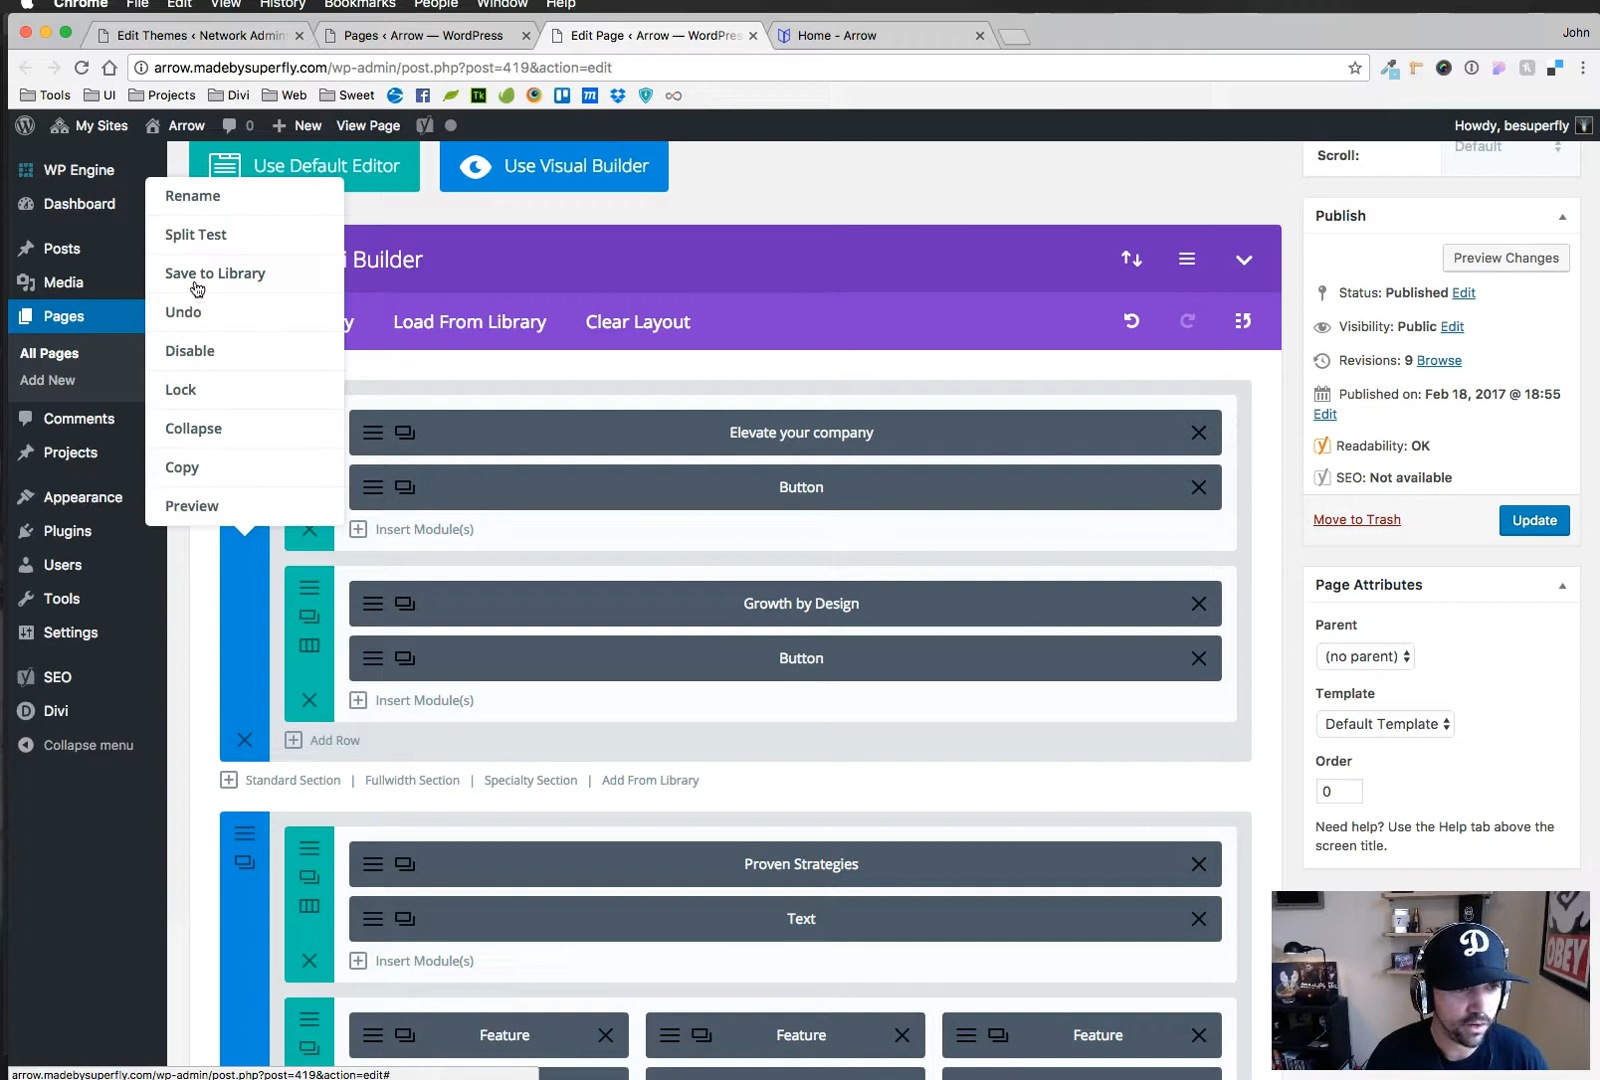 Chrome File Edit View History Bookmarks People Window Help
Edit Themes ‹ Network Admin Pages ‹ Arrow — WordPress Edit Page ‹ Arrow — WordPres Home - Arrow John
arrow.madebysuperfly.com/wp-admin/post.php?post=419&action=edit
Tools UI Projects Divi Web Sweet
My Sites Arrow 0 New View Page Howdy, besuperfly
WP Engine
Dashboard
Posts
Media
Pages
All Pages
Add New
Comments
Projects
Appearance
Plugins
Users
Tools
Settings
SEO
Divi
Collapse menu
Rename
Split Test
Save to Library
Undo
Disable
Lock
Collapse
Copy
Preview
Use Default Editor Use Visual Builder
i Builder
y Load From Library Clear Layout
Elevate your company
Button
Insert Module(s)
Growth by Design
Button
Insert Module(s)
Add Row
Standard Section | Fullwidth Section | Specialty Section | Add From Library
Proven Strategies
Text
Insert Module(s)
Feature Feature Feature
Scroll: Default
Publish
Preview Changes
Status: Published Edit
Visibility: Public Edit
Revisions: 9 Browse
Published on: Feb 18, 2017 @ 18:55
Edit
Readability: OK
SEO: Not available
Move to Trash Update
Page Attributes
Parent
(no parent)
Template
Default Template
Order
0
Need help? Use the Help tab above the
screen title.
OBEY
arrow.madebysuperfly.com/wp-admin/post.php?post=419&action=edit#